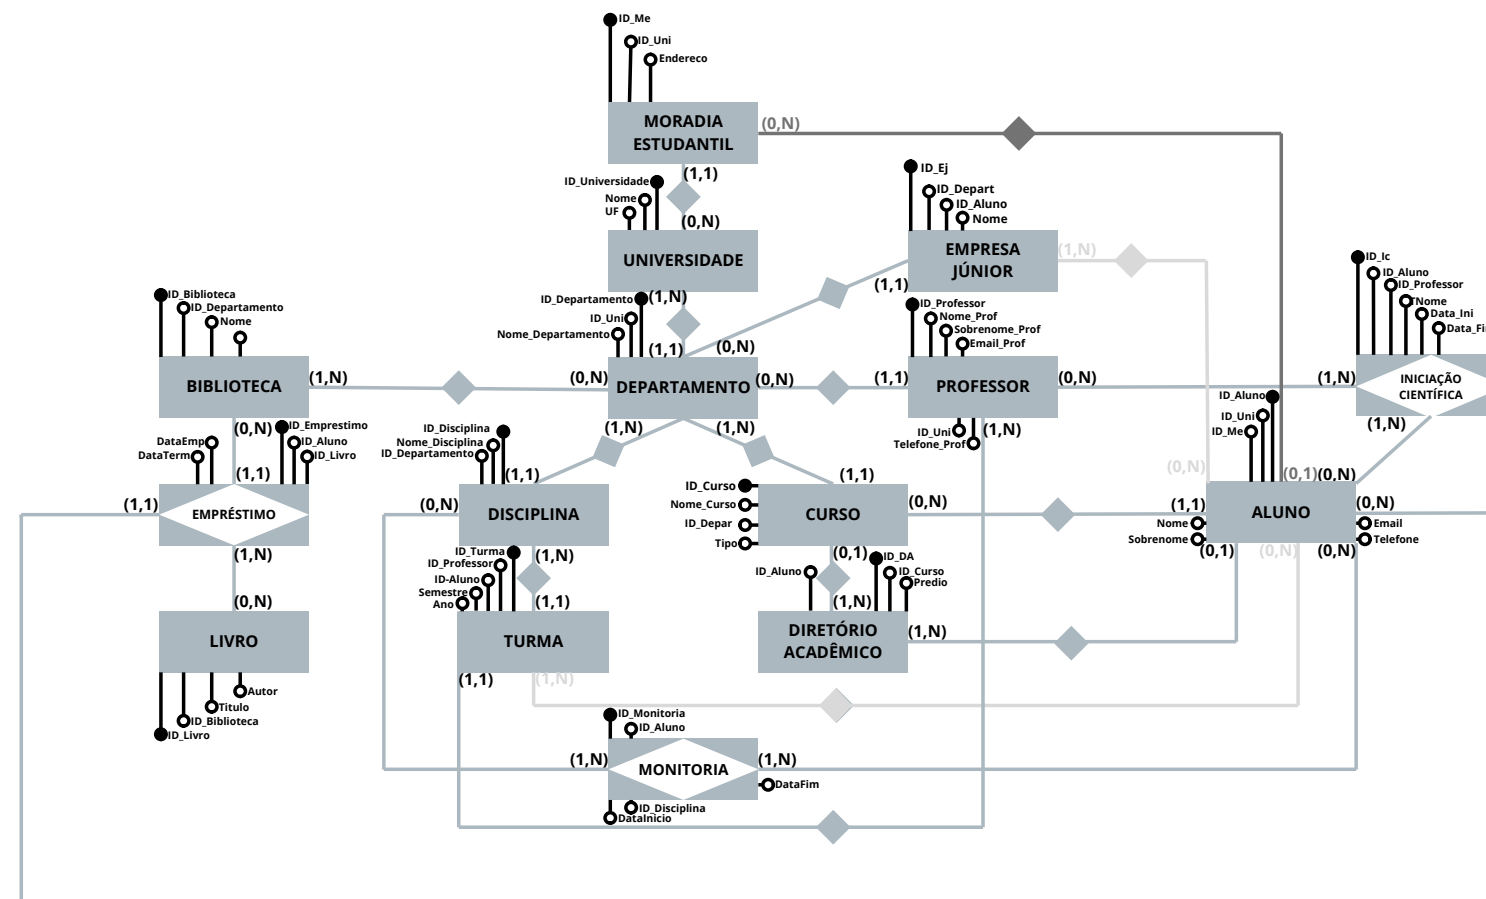 ID_Me
ID_Uni
Endereco
MORADIA
ESTUDANTIL
(0,N)
(1,1)
ID_Universidade
Nome
UF
(0,N)
UNIVERSIDADE
ID_Ej
ID_Depart
ID_Aluno
Nome
EMPRESA
JÚNIOR
(1,N)
(1,1)
ID_Departamento
(1,N)
ID_Uni
Nome_Departamento
(1,1)
(0,N)
ID_Biblioteca
ID_Departamento
Nome
BIBLIOTECA
(1,N)
(0,N)
DEPARTAMENTO
(0,N)
(1,1)
ID_Professor
Nome_Prof
Sobrenome_Prof
Email_Prof
PROFESSOR
(0,N)
ID_Uni
Telefone_Prof
(1,N)
ID_Ic
ID_Aluno
ID_Professor
Nome
Data_Ini
Data_Fi
(1,N)
INICIAÇÃO
CIENTÍFICA
(1,N)
(0,N)
DataEmp
DataTerm
ID_Emprestimo
ID_Aluno
ID_Livro
(1,1)
(1,1)
EMPRÉSTIMO
(1,N)
(0,N)
LIVRO
Autor
Titulo
ID_Biblioteca
ID_Livro
(1,N)
(1,N)
ID_Disciplina
Nome_Disciplina
ID_Departamento
(1,1)
(0,N)
DISCIPLINA
(1,N)
ID_Turma
ID_Professor
ID-Aluno
Semestre
Ano
(1,1)
TURMA
(1,1)
(1,N)
(1,1)
ID_Curso
Nome_Curso
ID_Depar
Tipo
CURSO
(0,N)
(0,1)
ID_Aluno
ID_DA
ID_Curso
Predio
(1,N)
DIRETÓRIO
ACADÊMICO
(1,N)
ID_Aluno
ID_Uni
ID_Me
(0,N)
(0,1)
(0,N)
(1,1)
ALUNO
(0,N)
Nome
Sobrenome
Email
Telefone
(0,1)
(0,N)
(0,N)
ID_Monitoria
ID_Aluno
(1,N)
MONITORIA
(1,N)
DataFim
ID_Disciplina
DataInicio